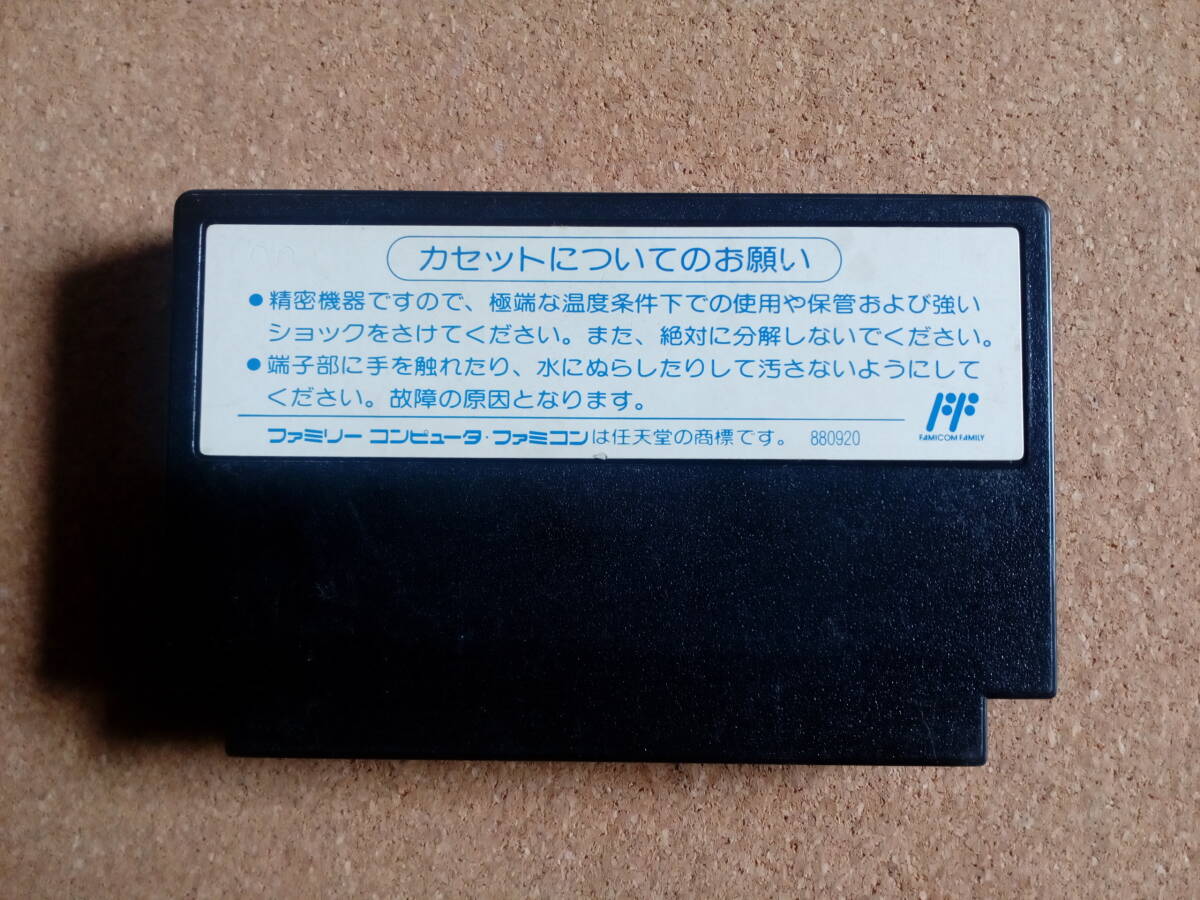 カセットについてのお願い
●精密機器ですので、極端な温度条件下での使用や保管および強い
ショックをさけてください。また、絶対に分解しないでください。
●端子部に手を触れたり、水にぬらしたりして汚さないようにして
ください。故障の原因となります。
FAMICOM FAMILY
ファミリー コンピュータ・ファミコンは任天堂の商標です。 880920